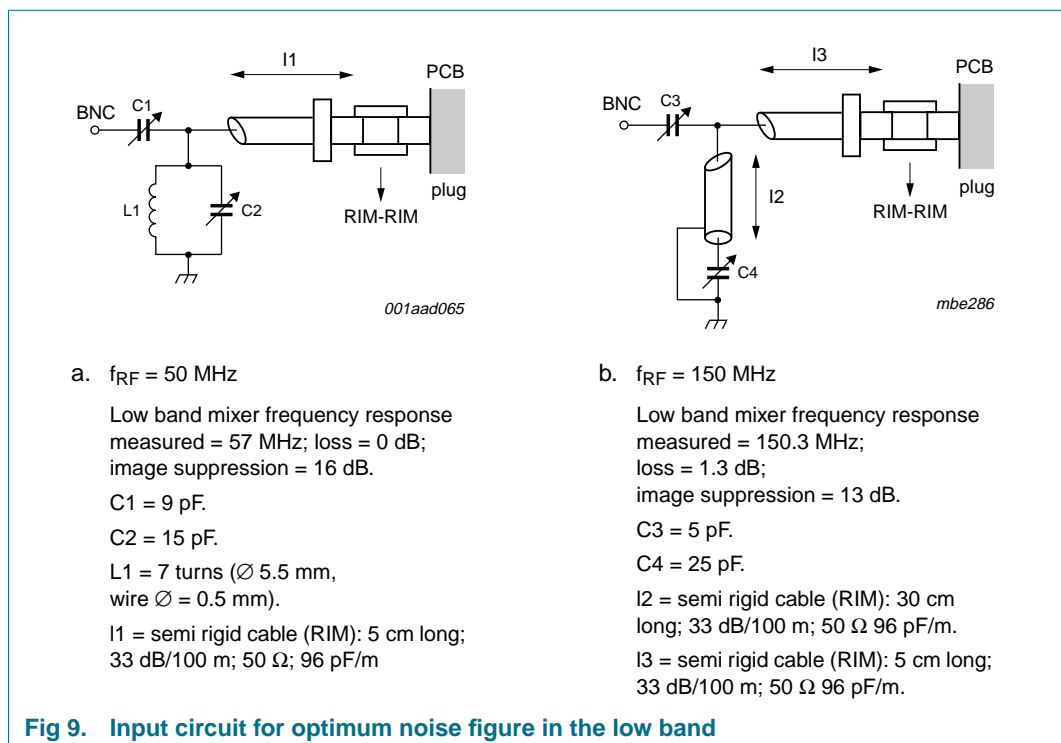 l1
PCB
BNC
C1
L1
C2
plug
RIM-RIM
001aad065
l3
PCB
BNC
C3
l2
plug
RIM-RIM
C4
mbe286
a. fRF = 50 MHz
Low band mixer frequency response
measured = 57 MHz; loss = 0 dB;
image suppression = 16 dB.
C1 = 9 pF.
C2 = 15 pF.
L1 = 7 turns (∅ 5.5 mm,
wire ∅ = 0.5 mm).
l1 = semi rigid cable (RIM): 5 cm long;
33 dB/100 m; 50 Ω; 96 pF/m
b. fRF = 150 MHz
Low band mixer frequency response
measured = 150.3 MHz;
loss = 1.3 dB;
image suppression = 13 dB.
C3 = 5 pF.
C4 = 25 pF.
l2 = semi rigid cable (RIM): 30 cm
long; 33 dB/100 m; 50 Ω 96 pF/m.
l3 = semi rigid cable (RIM): 5 cm long;
33 dB/100 m; 50 Ω 96 pF/m.
Fig 9. Input circuit for optimum noise figure in the low band